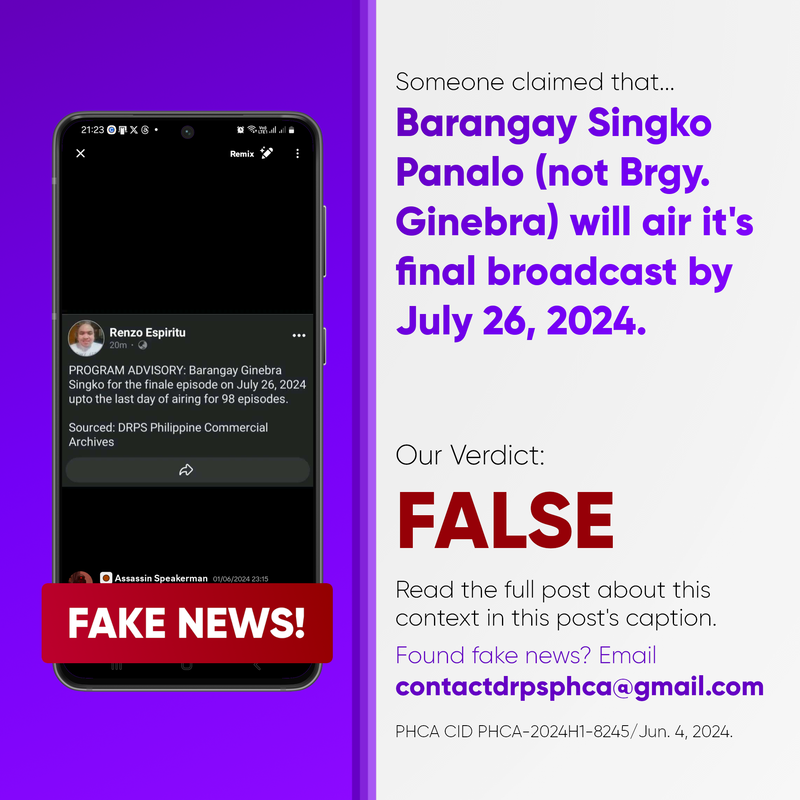 21:23
Remix
Renzo Espiritu
20m
PROGRAM ADVISORY: Barangay Ginebra
Singko for the finale episode on July 26, 2024
upto the last day of airing for 98 episodes.
Sourced: DRPS Philippine Commercial
Archives
Assassin Speakerman 01/06/2024 23:15
FAKE NEWS!
Someone claimed that...
Barangay Singko
Panalo (not Brgy.
Ginebra) will air it's
final broadcast by
July 26, 2024.
Our Verdict:
FALSE
Read the full post about this
context in this post's caption.
Found fake news? Email
contactdrpsphca@gmail.com
PHCA CID PHCA-2024H1-8245/Jun. 4, 2024.